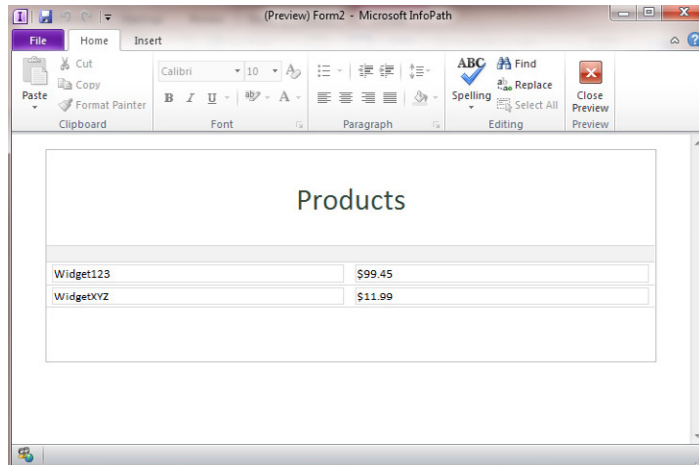 (Preview) Form2 - Microsoft InfoPath
File Home Insert
Paste
Cut
Copy
Format Painter
Clipboard
Calibri 10
B I U A
Font
Paragraph
ABC
Spelling
Find
Replace
Select All
Editing
Close
Preview
Preview
Products
Widget123 $99.45
WidgetXYZ $11.99